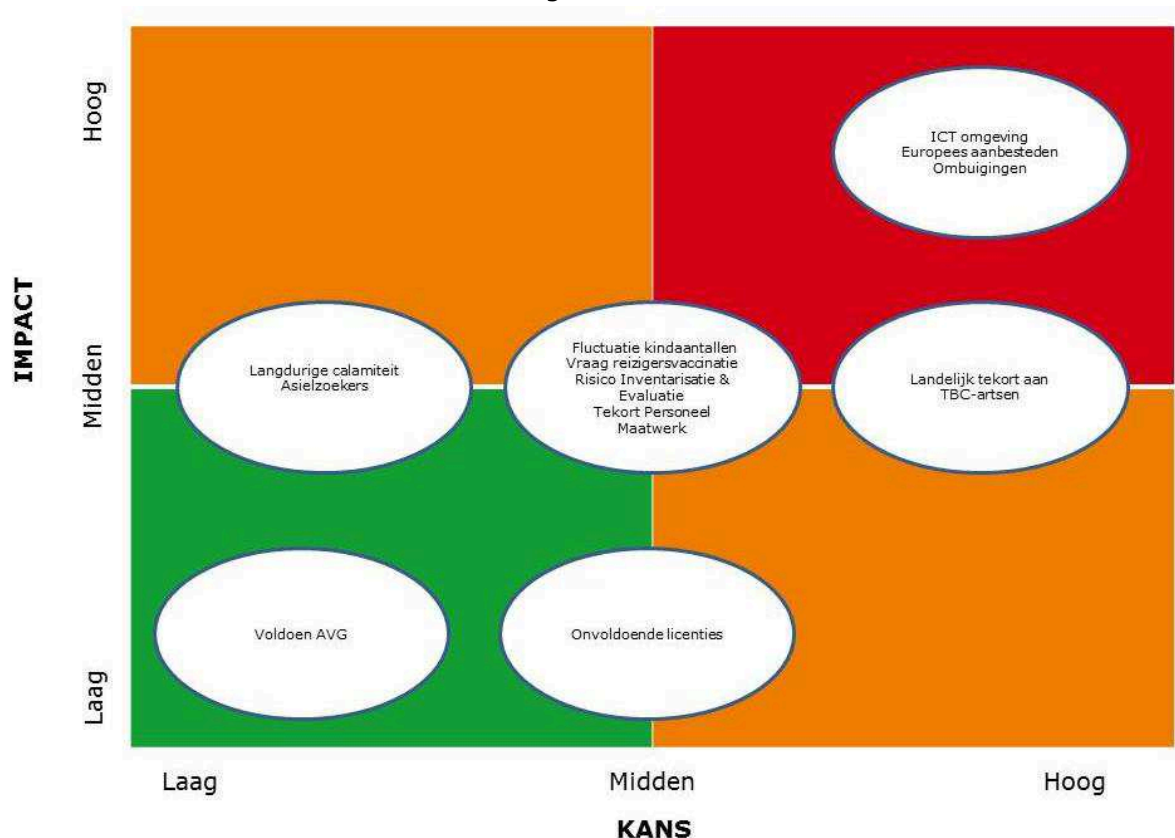 Hoog
ICT omgeving
Europees aanbesteden
Ombuigingen
IMPACT
Midden
Langdurige calamiteit
Asielzoekers
Fluctuatie kindaantallen
Vraag reizigersvaccinatie
Risico Inventarisatie &
Evaluatie
Tekort Personeel
Maatwerk
Landelijk tekort aan
TBC-artsen
Laag
Voldoen AVG
Onvoldoende licenties
Laag
Midden
Hoog
KANS